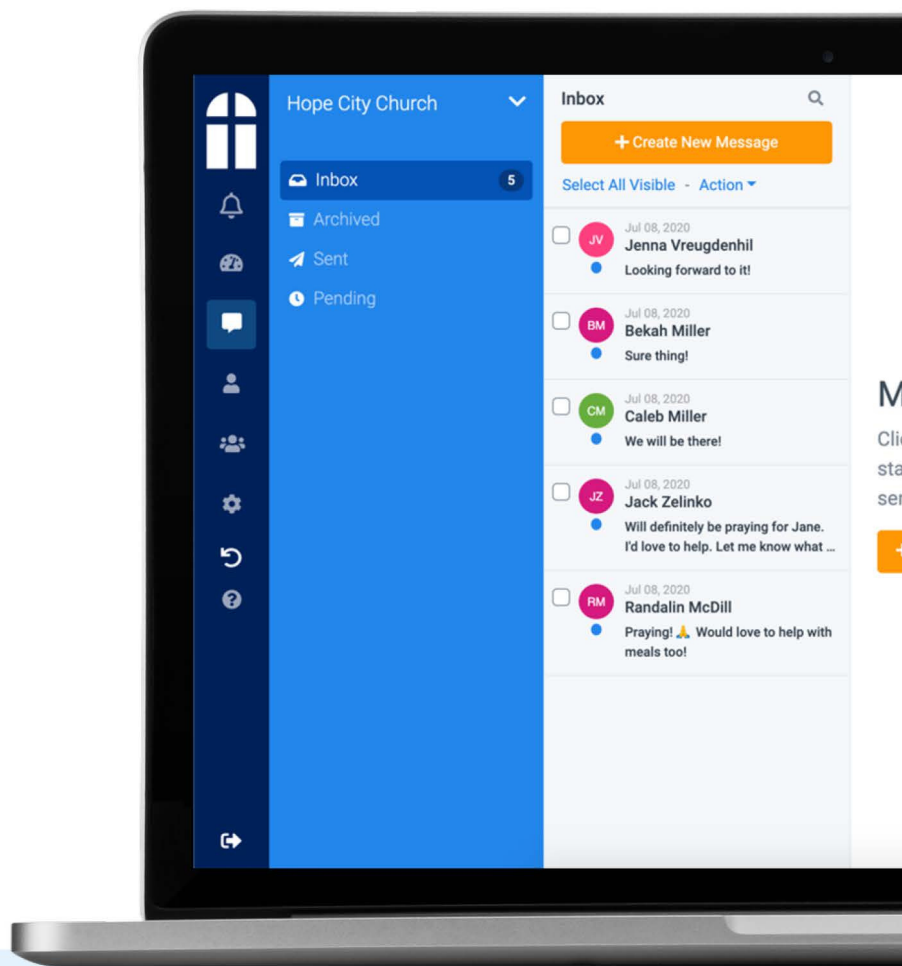 Hope City Church
Inbox
5
Archived
Sent
Pending
Inbox
Create New Message
Select All Visible - Action
JV
Jul 08, 2020
Jenna Vreugdenhil
Looking forward to it!
BM
Jul 08, 2020
Bekah Miller
Sure thing!
CM
Jul 08, 2020
Caleb Miller
We will be there!
JZ
Jul 08, 2020
Jack Zelinko
Will definitely be praying for Jane.
I'd love to help. Let me know what ...
RM
Jul 08, 2020
Randalin McDill
Praying! 🙏 Would love to help with
meals too!